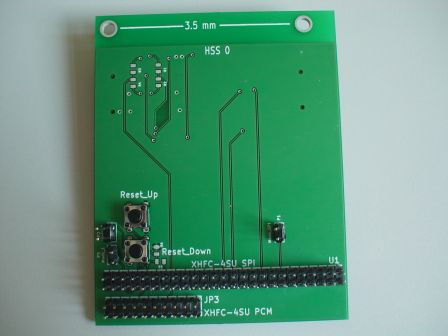 3.5 mm
HSS 0
Reset_Up
Reset_Down
XHFC-4SU SPI
U1
JP3
XHFC-4SU PCM